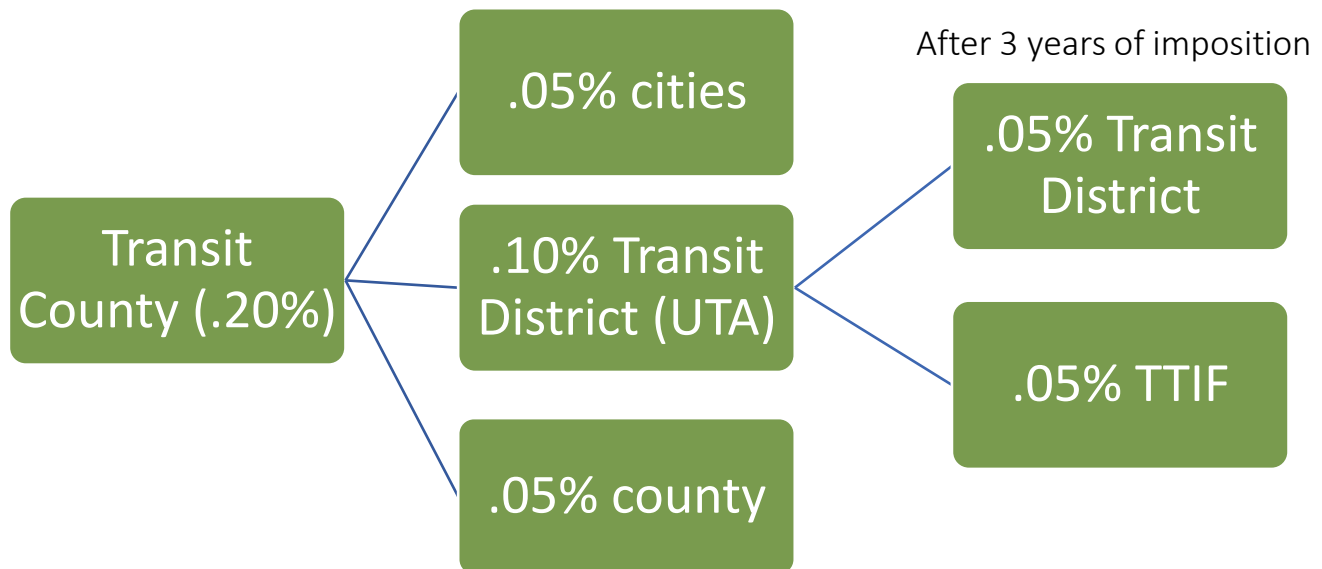 Transit
County (.20%)
.05% cities
.10% Transit
District (UTA)
.05% county
After 3 years of imposition
.05% Transit
District
.05% TTIF